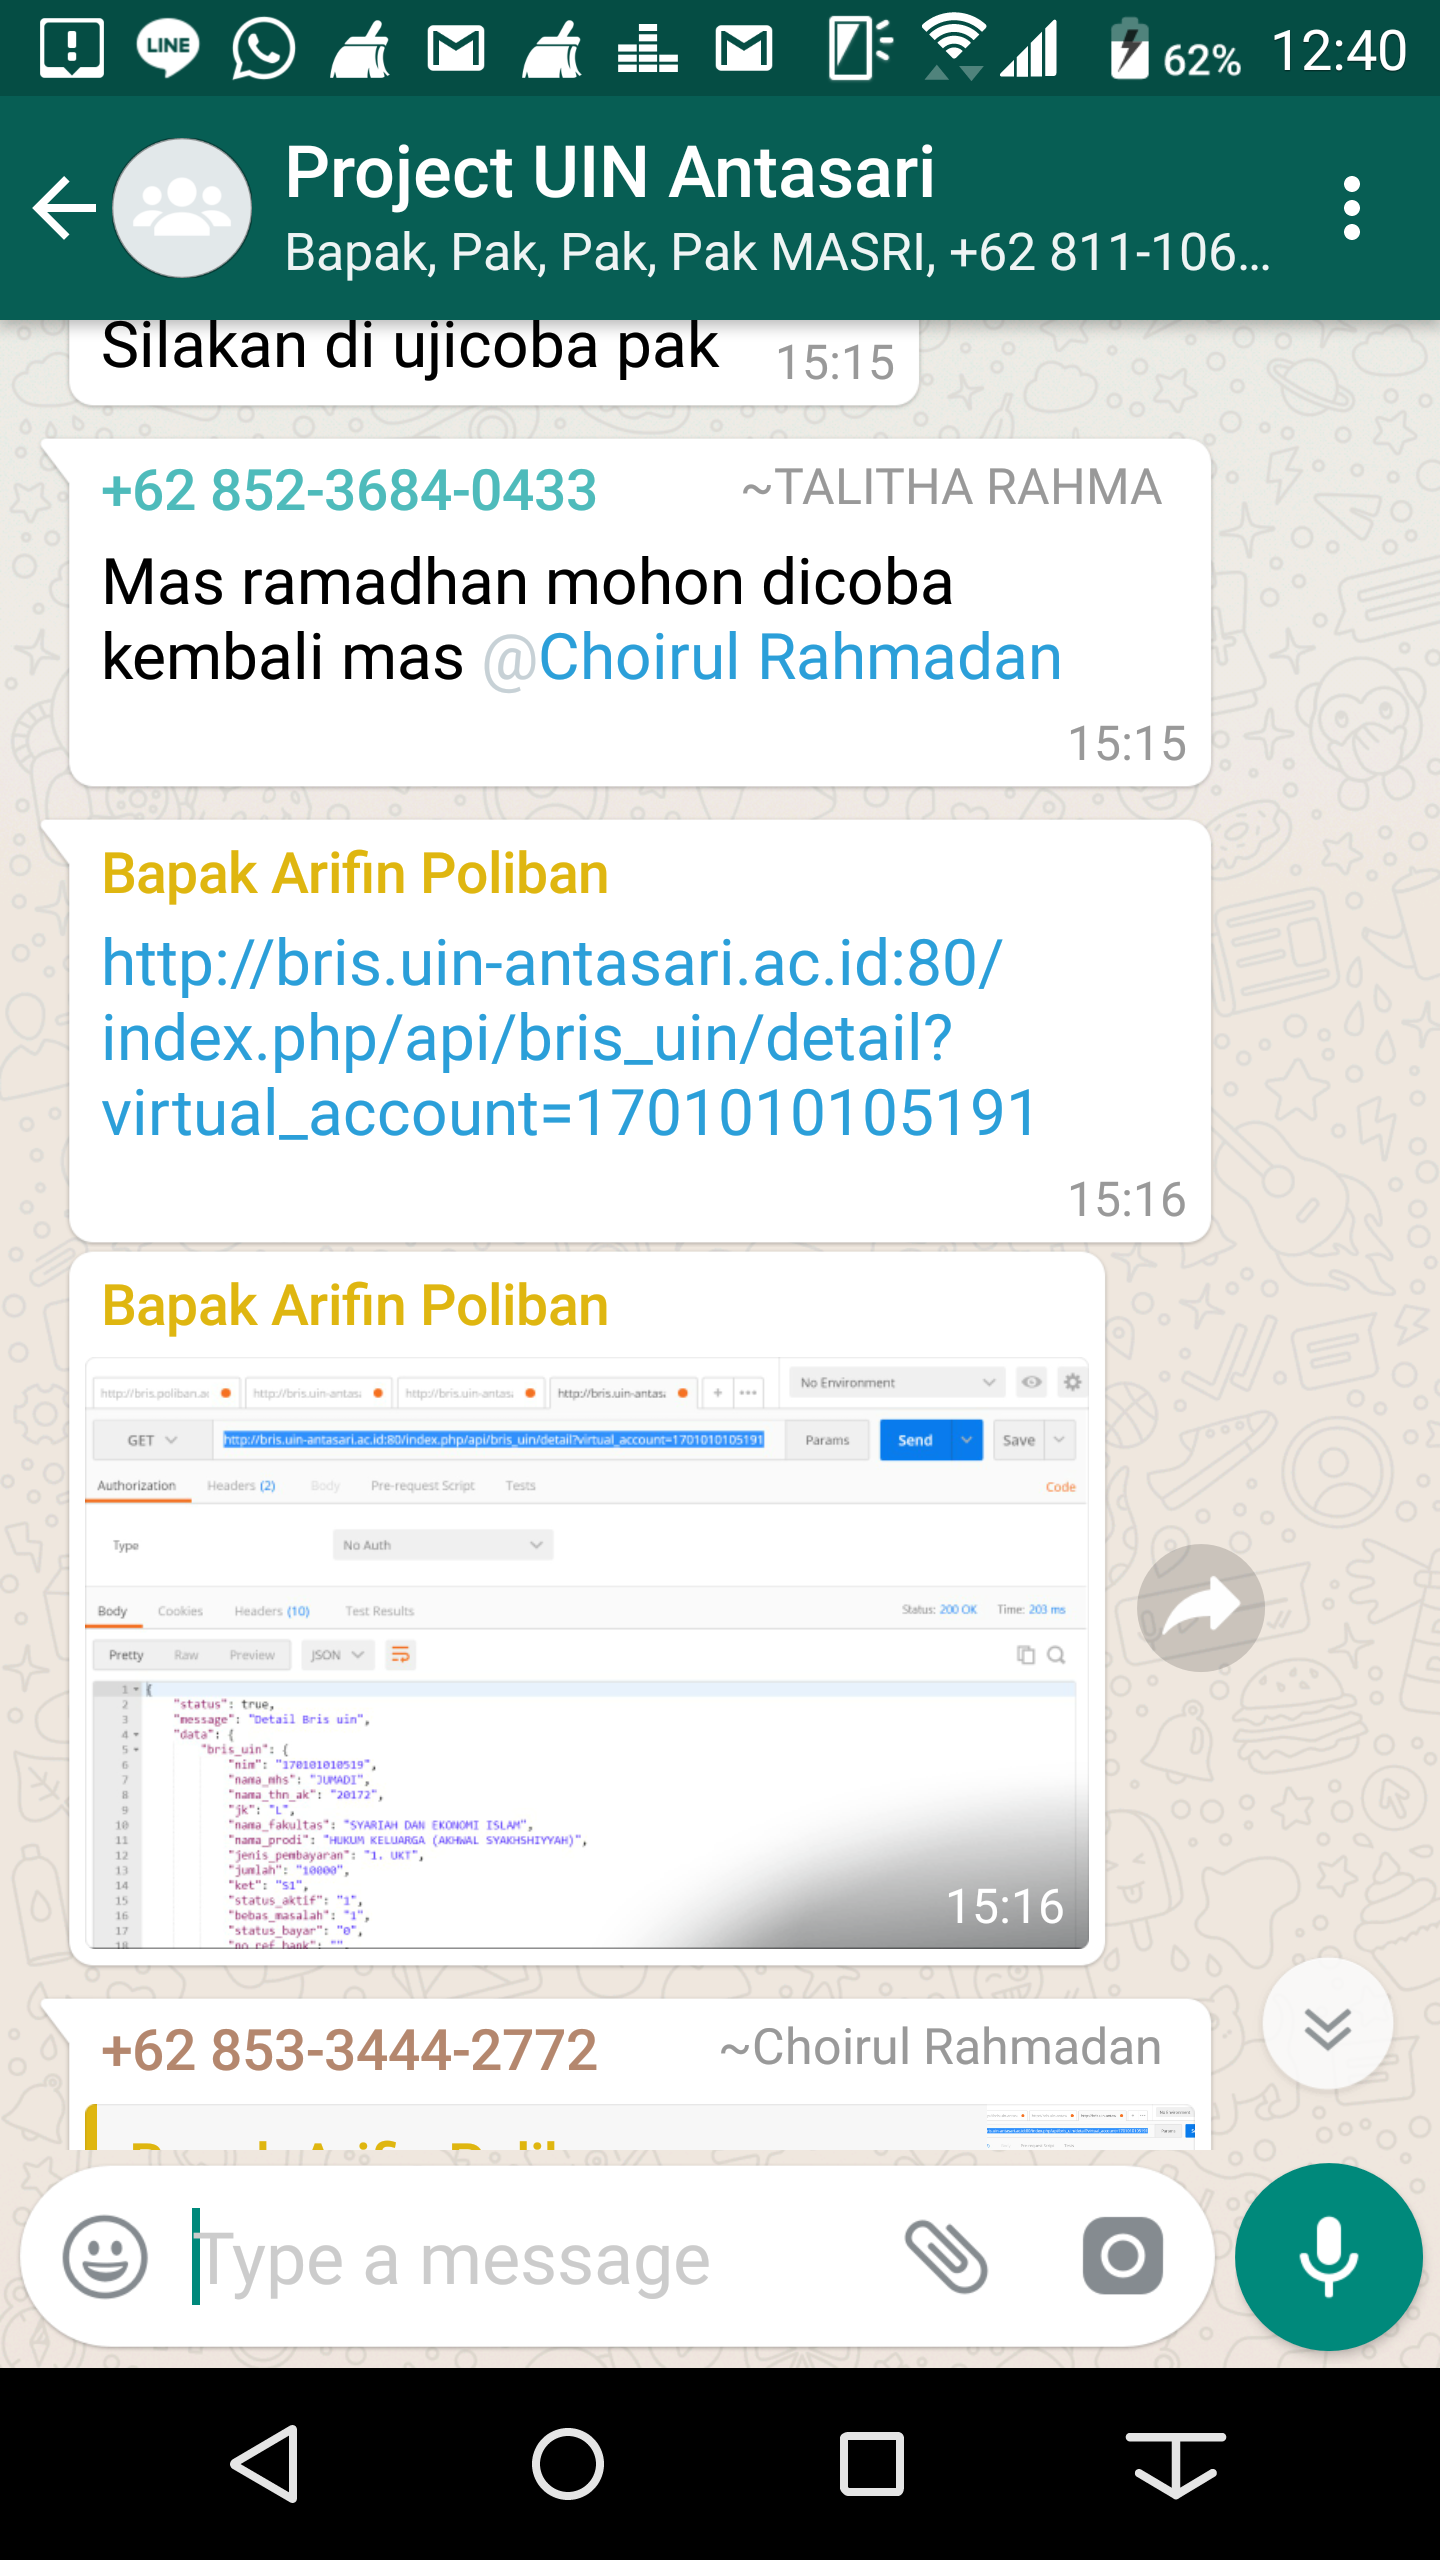 LINE
62%
12:40
Project UIN Antasari
Bapak, Pak, Pak, Pak MASRI, +62 811-106...
Silakan di ujicoba pak
15:15
+62 852-3684-0433
~TALITHA RAHMA
Mas ramadhan mohon dicoba
kembali mas @Choirul Rahmadan
15:15
Bapak Arifin Poliban
http://bris.uin-antasari.ac.id:80/
index.php/api/bris_uin/detail?
virtual_account=1701010105191
15:16
Bapak Arifin Poliban
http://bris.poliban.ac http://bris.uin-antasa http://bris.uin-antasa http://bris.uin-antasa + ••• No Environment
GET http://bris.uin-antasari.ac.id:80/index.php/api/bris_uin/detail?virtual_account=1701010105191 Params Send Save
Authorization Headers (2) Body Pre-request Script Tests Code
Type No Auth
Body Cookies Headers (10) Test Results Status: 200 OK Time: 203 ms
Pretty Raw Preview JSON
1 {
2 "status": true,
3 "message": "Detail Bris uin",
4 "data": {
5 "bris_uin": {
6 "nim": "170101010519",
7 "nama_mhs": "JUMADI",
8 "nama_thn_ak": "20172",
9 "jk": "L",
10 "nama_fakultas": "SYARIAH DAN EKONOMI ISLAM",
11 "nama_prodi": "HUKUM KELUARGA (AKHWAL SYAKHSHIYYAH)",
12 "jenis_pembayaran": "1. UKT",
13 "jumlah": "10000",
14 "ket": "S1",
15 "status_aktif": "1",
16 "bebas_masalah": "1",
17 "status_bayar": "0",
18 "no_ref_bank": "",
15:16
+62 853-3444-2772
~Choirul Rahmadan
Type a message